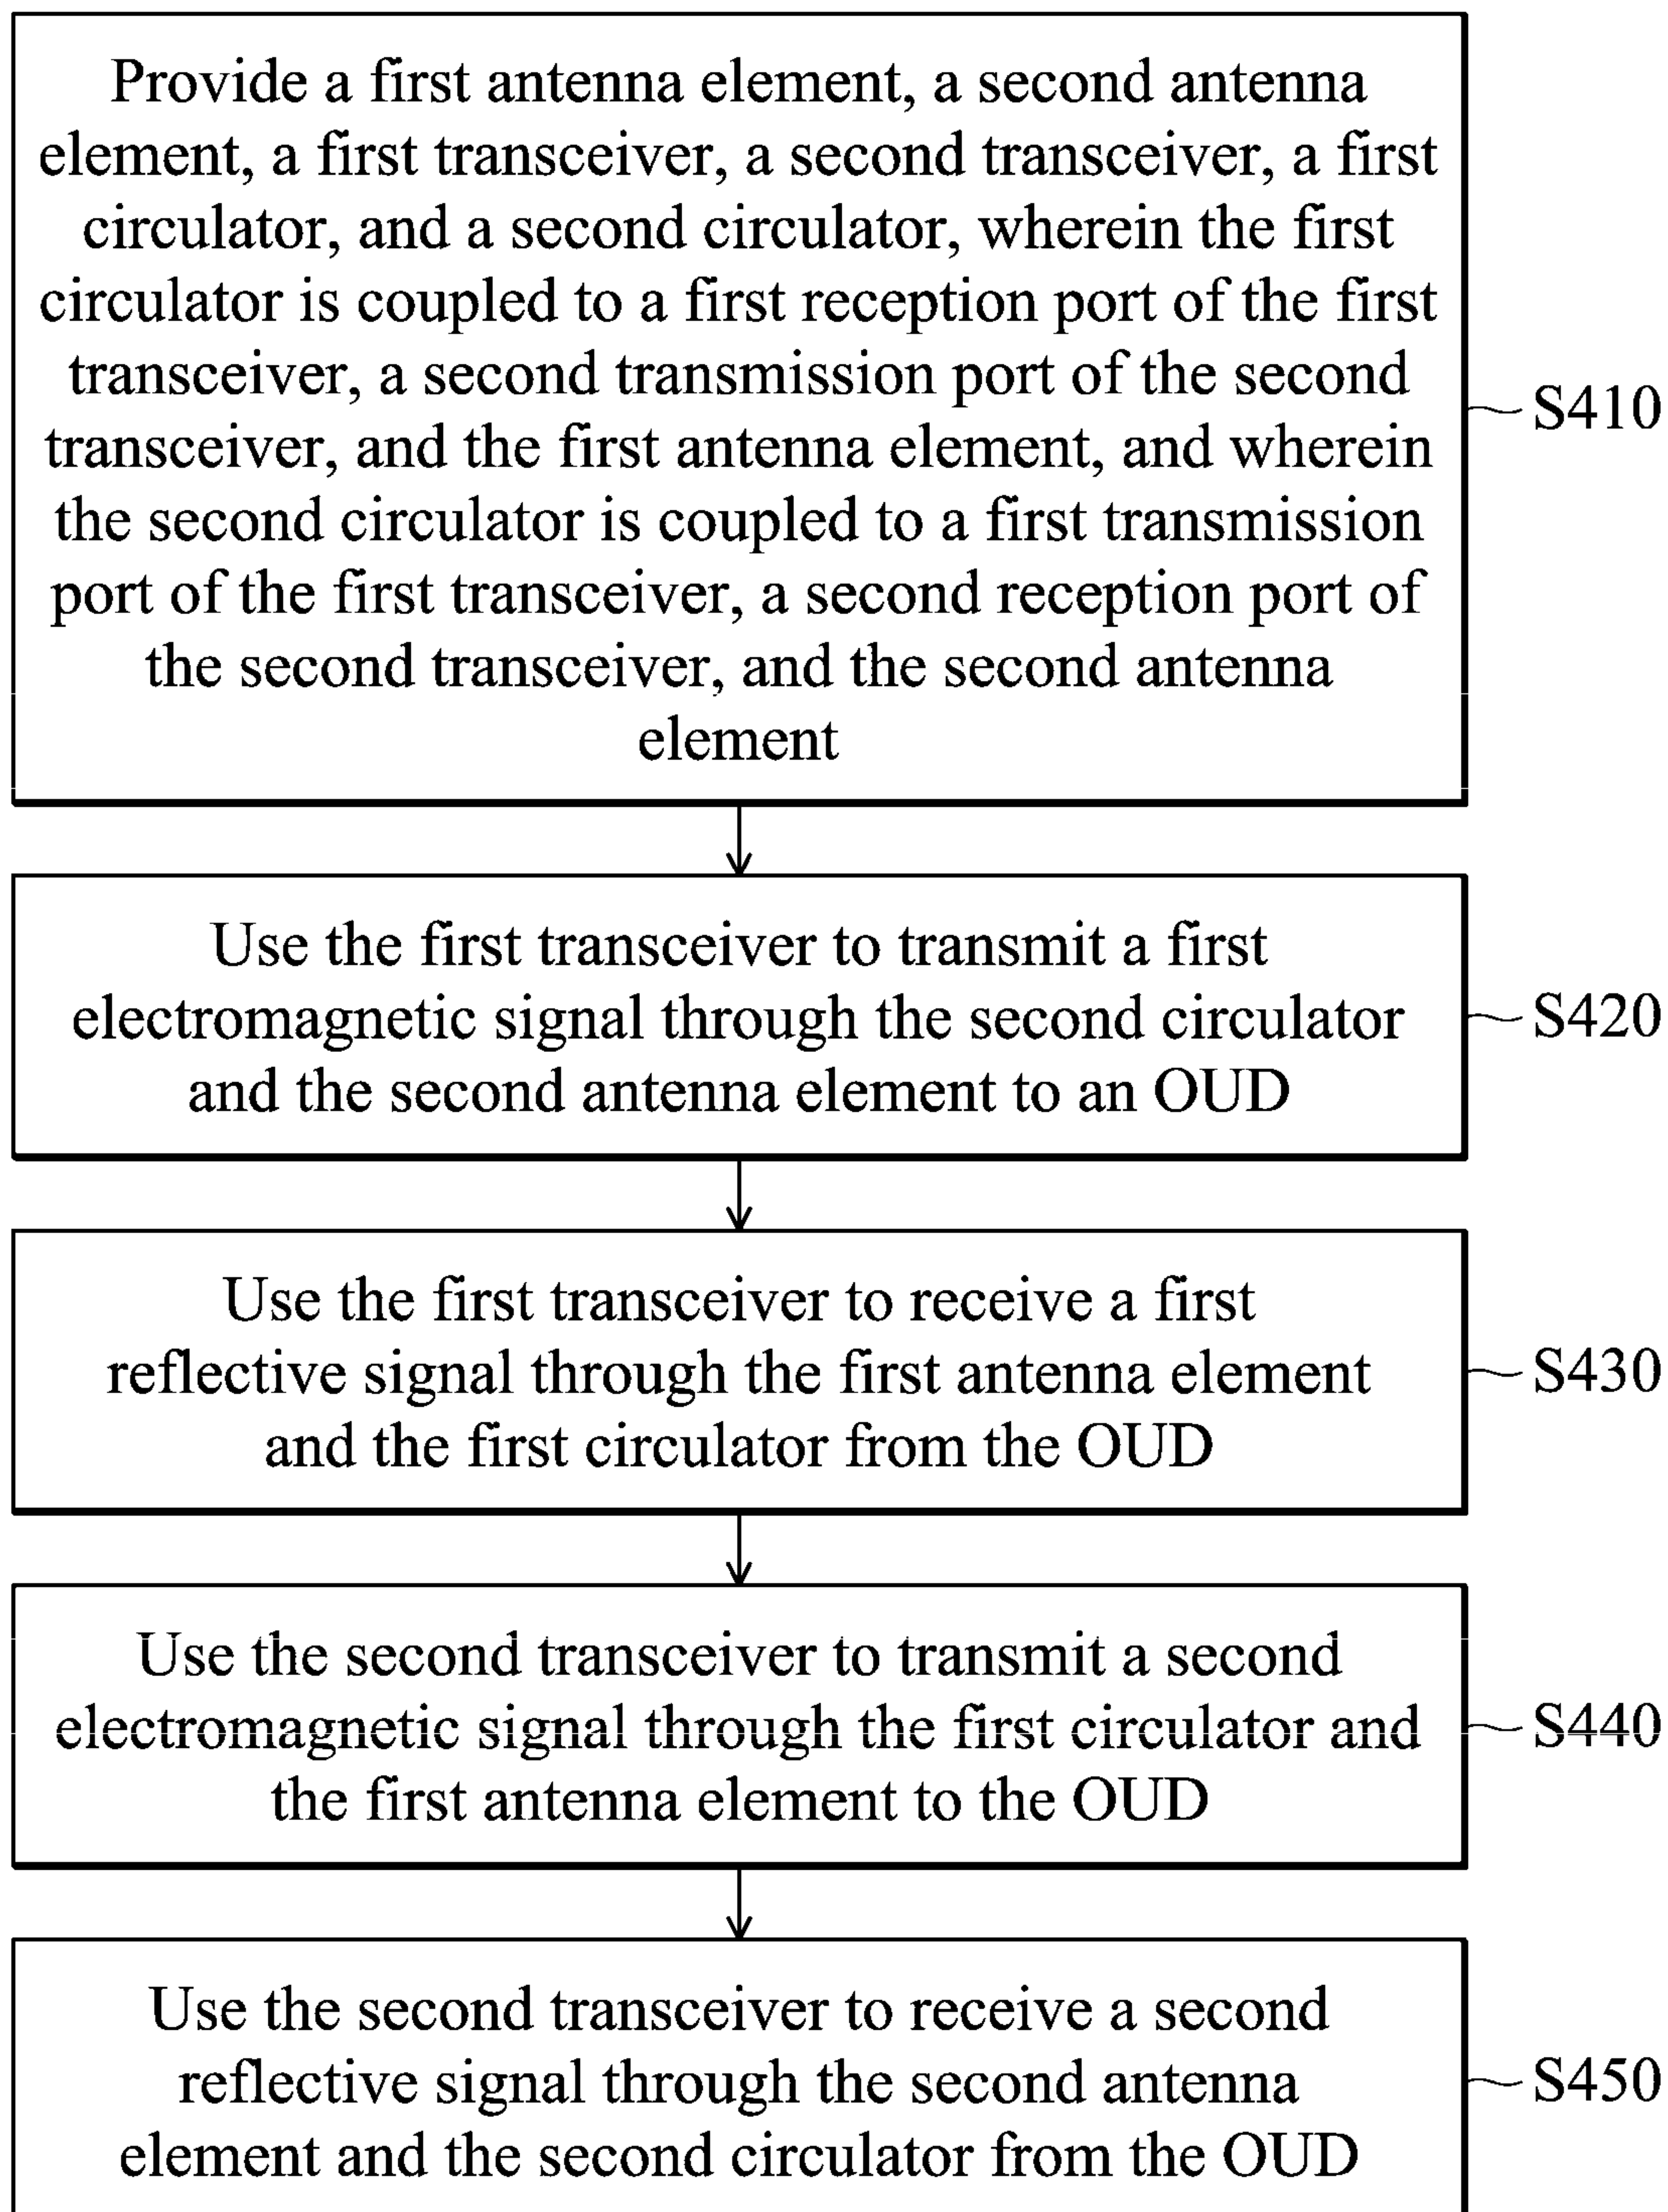 Provide a first antenna element, a second antenna
element, a first transceiver, a second transceiver, a first
circulator, and a second circulator, wherein the first
circulator is coupled to a first reception port of the first
transceiver, a second transmission port of the second
transceiver, and the first antenna element, and wherein
the second circulator is coupled to a first transmission
port of the first transceiver, a second reception port of
the second transceiver, and the second antenna
element
S410
Use the first transceiver to transmit a first
electromagnetic signal through the second circulator
and the second antenna element to an OUD
S420
Use the first transceiver to receive a first
reflective signal through the first antenna element
and the first circulator from the OUD
S430
Use the second transceiver to transmit a second
electromagnetic signal through the first circulator and
the first antenna element to the OUD
S440
Use the second transceiver to receive a second
reflective signal through the second antenna
element and the second circulator from the OUD
S450